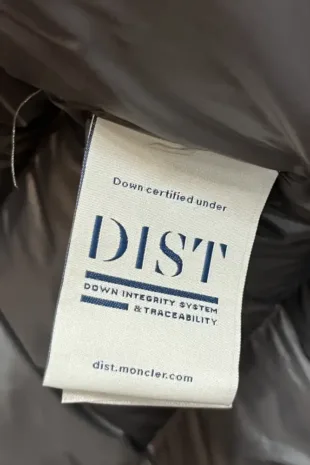 Down certified under
DIST
DOWN INTEGRITY SYSTEM
& TRACEABILITY
dist.moncler.com